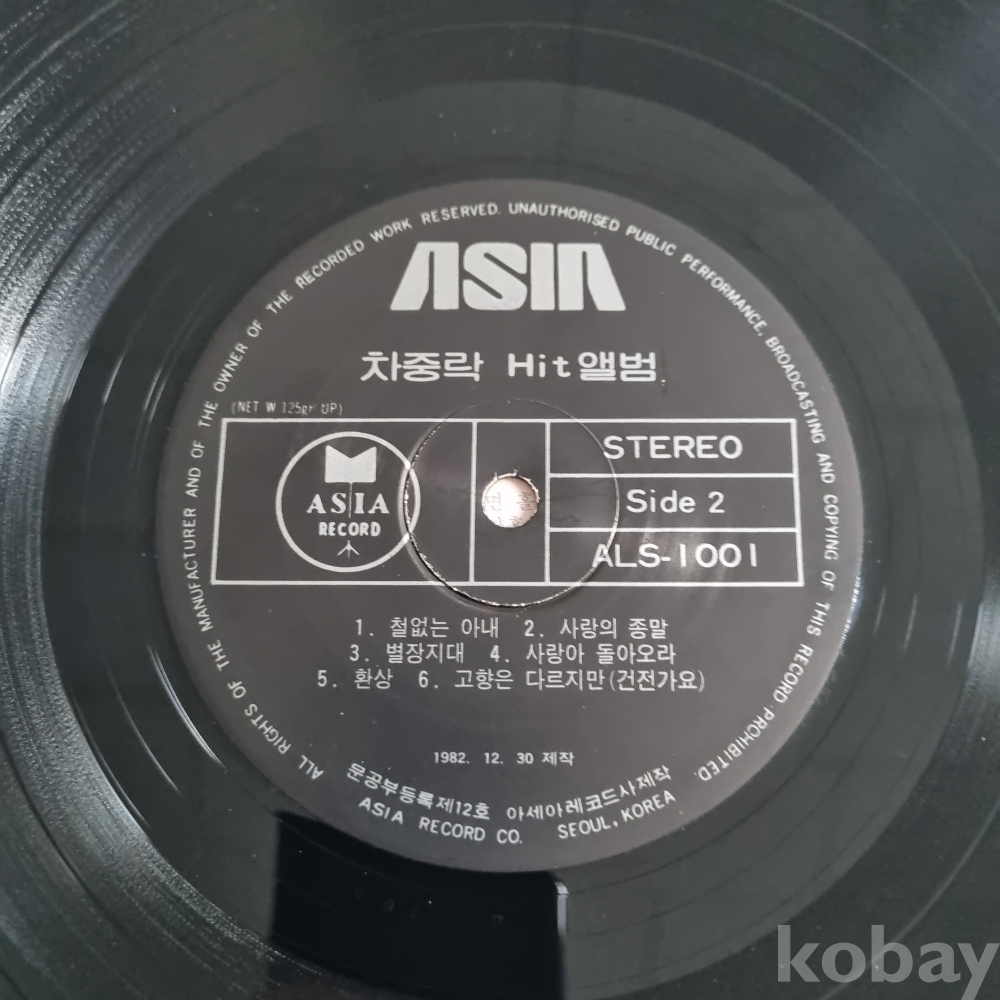 ALL RIGHTS OF THE MANUFACTURER AND OF THE OWNER OF THE RECORDED WORK RESERVED. UNAUTHORISED PUBLIC PERFORMANCE, BROADCASTING AND COPYING OF THIS RECORD PROHIBITED.
ASIA
차중락 Hit 앨범
(NET W 125gr UP)
ASIA
RECORD
STEREO
Side 2
ALS-1001
1. 철없는 아내 2. 사랑의 종말
3. 별장지대 4. 사랑아 돌아오라
5. 환상 6. 고향은 다르지만(건전가요)
1982. 12. 30 제작
문공부등록제12호 아세아레코드사제작
ASIA RECORD CO. SEOUL, KOREA
kobay